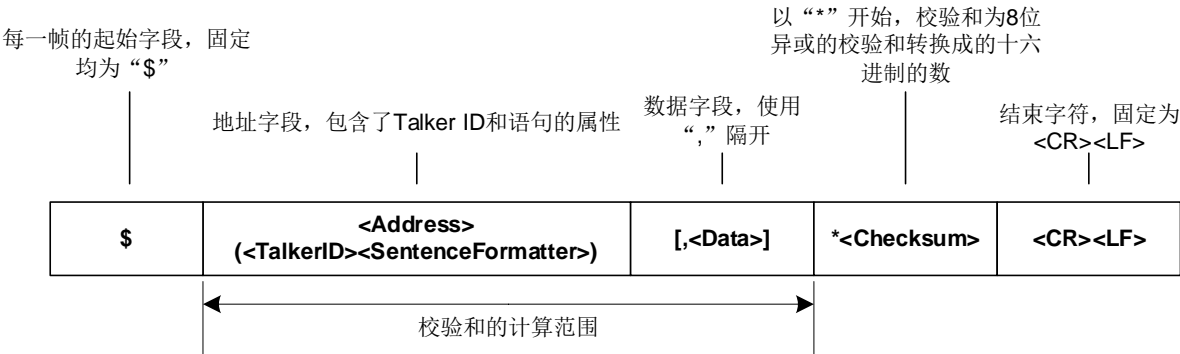 每一帧的起始字段，固定
均为“$”
地址字段，包含了Talker ID和语句的属性
数据字段，使用
“,”隔开
以“*”开始，校验和为8位
异或的校验和转换成的十六
进制的数
结束字符，固定为
<CR><LF>
$
<Address>
(<TalkerID><SentenceFormatter>)
[,<Data>]
*<Checksum>
<CR><LF>
校验和的计算范围